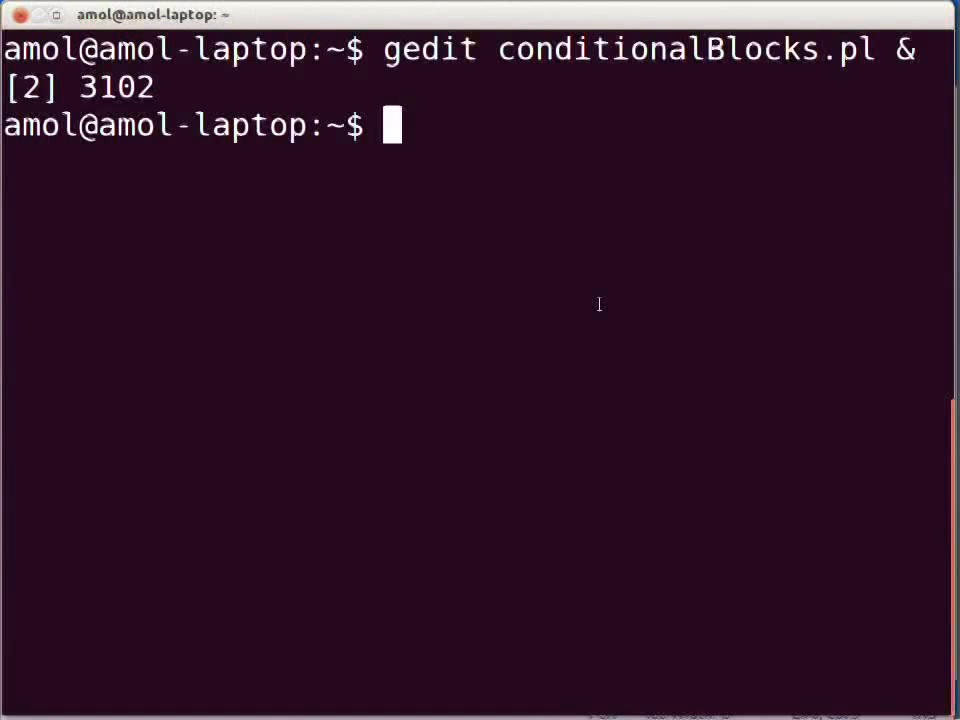 amol@amol-laptop: ~
amol@amol-laptop:~$ gedit conditionalBlocks.pl &
[2] 3102
amol@amol-laptop:~$